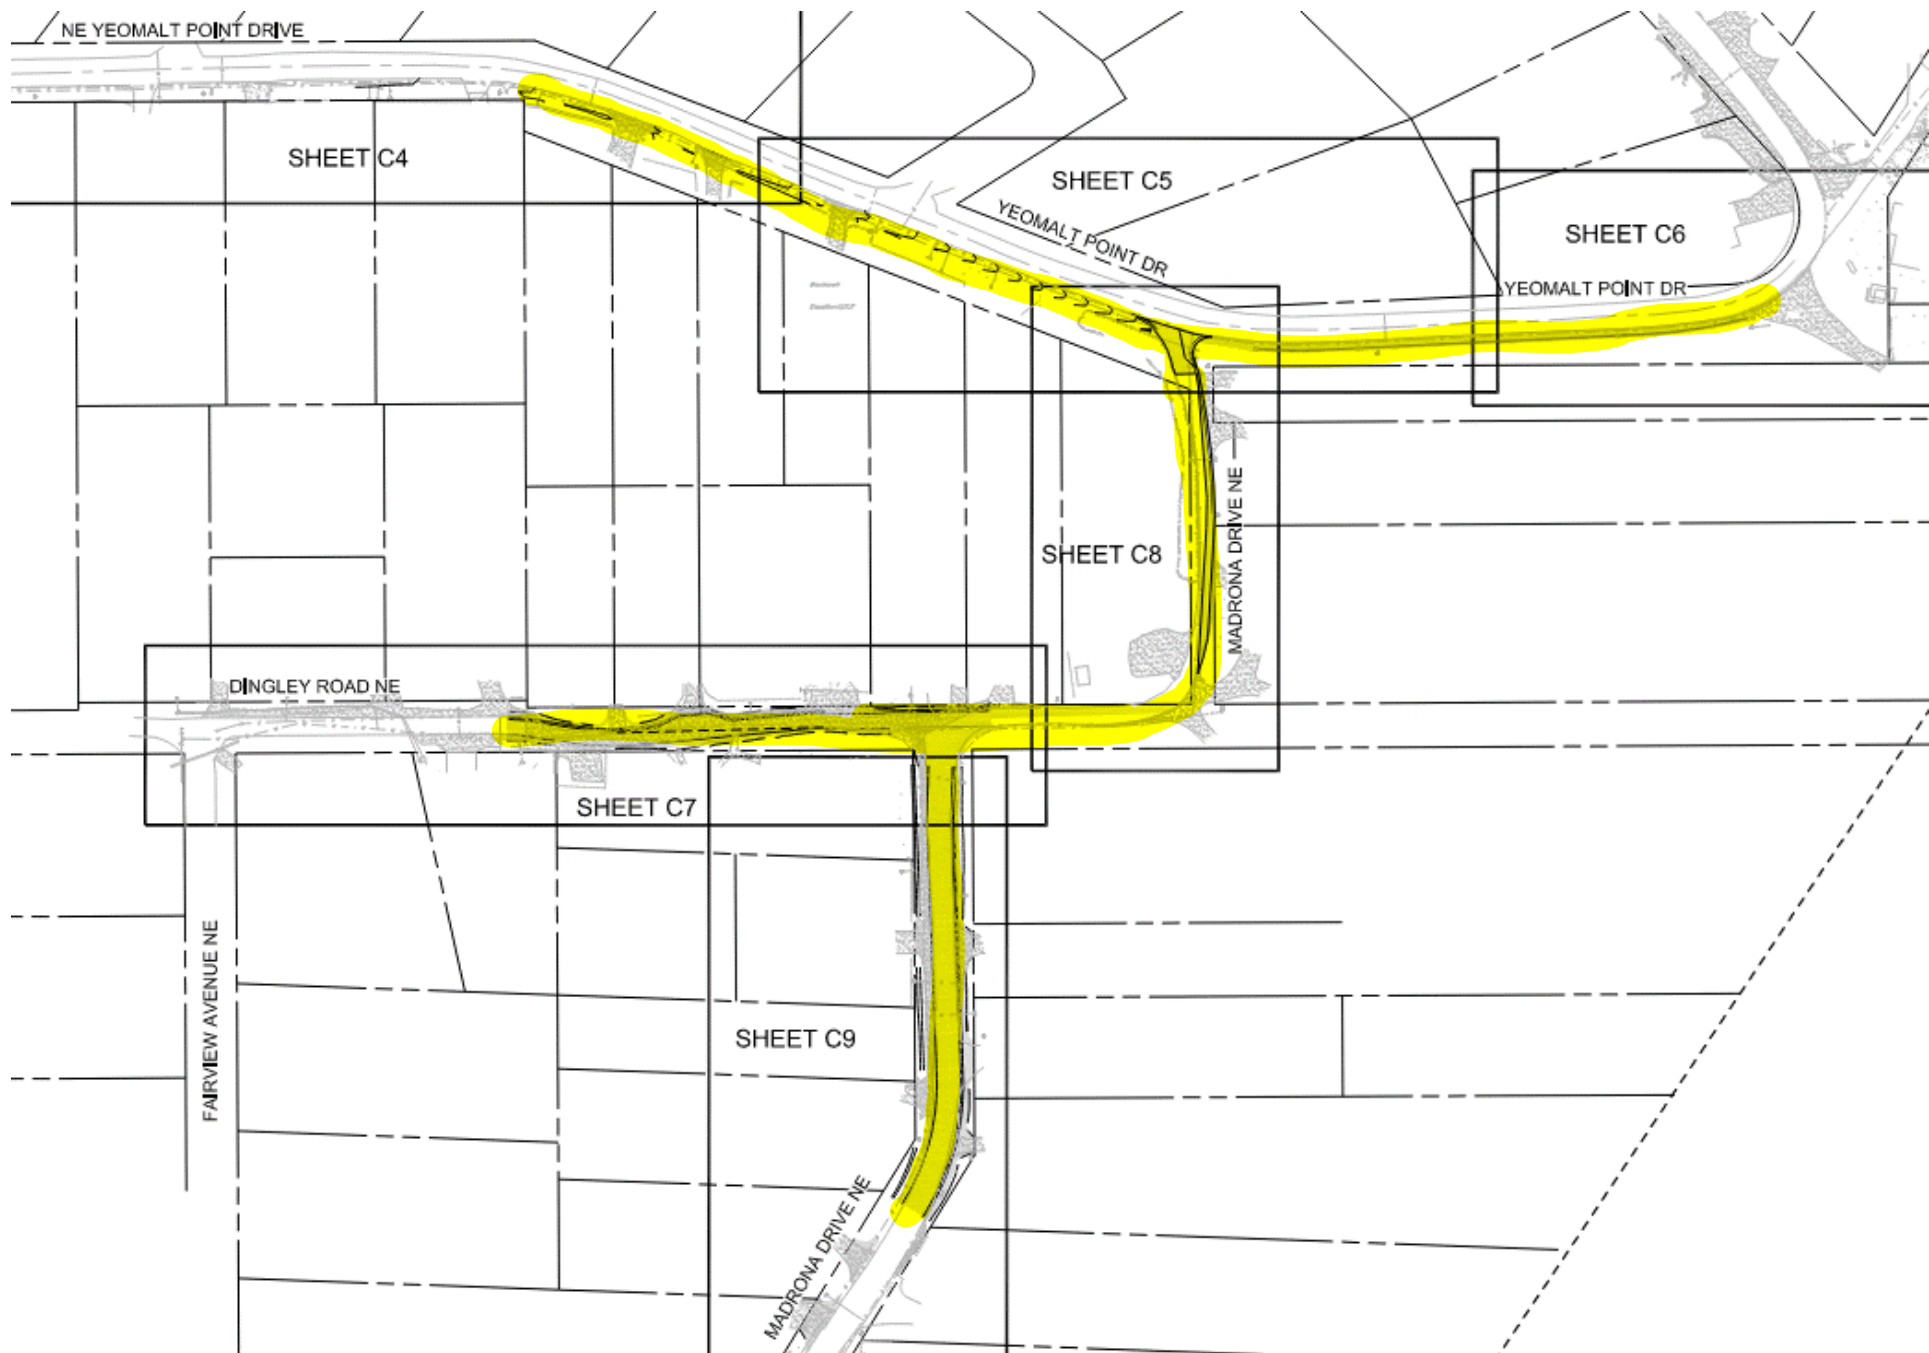 NE YEOMALT POINT DRIVE
SHEET C4
SHEET C5
YEOMALT POINT DR
SHEET C6
YEOMALT POINT DR
SHEET C8
MADRONA DRIVE NE
DINGLEY ROAD NE
SHEET C7
FAIRVIEW AVENUE NE
SHEET C9
MADRONA DRIVE NE